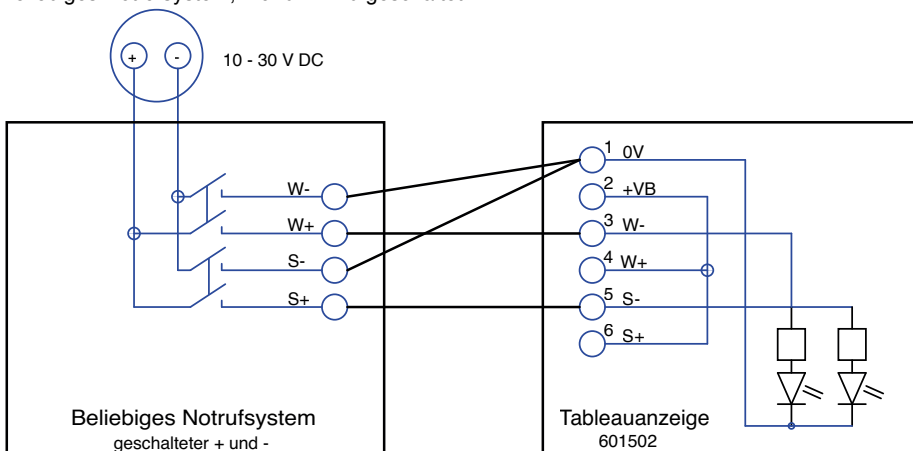 + -
10 - 30 V DC
W-
W+
S-
S+
1 0V
2 +VB
3 W-
4 W+
5 S-
6 S+
Beliebiges Notrufsystem
geschalteter + und -
Tableauanzeige
601502